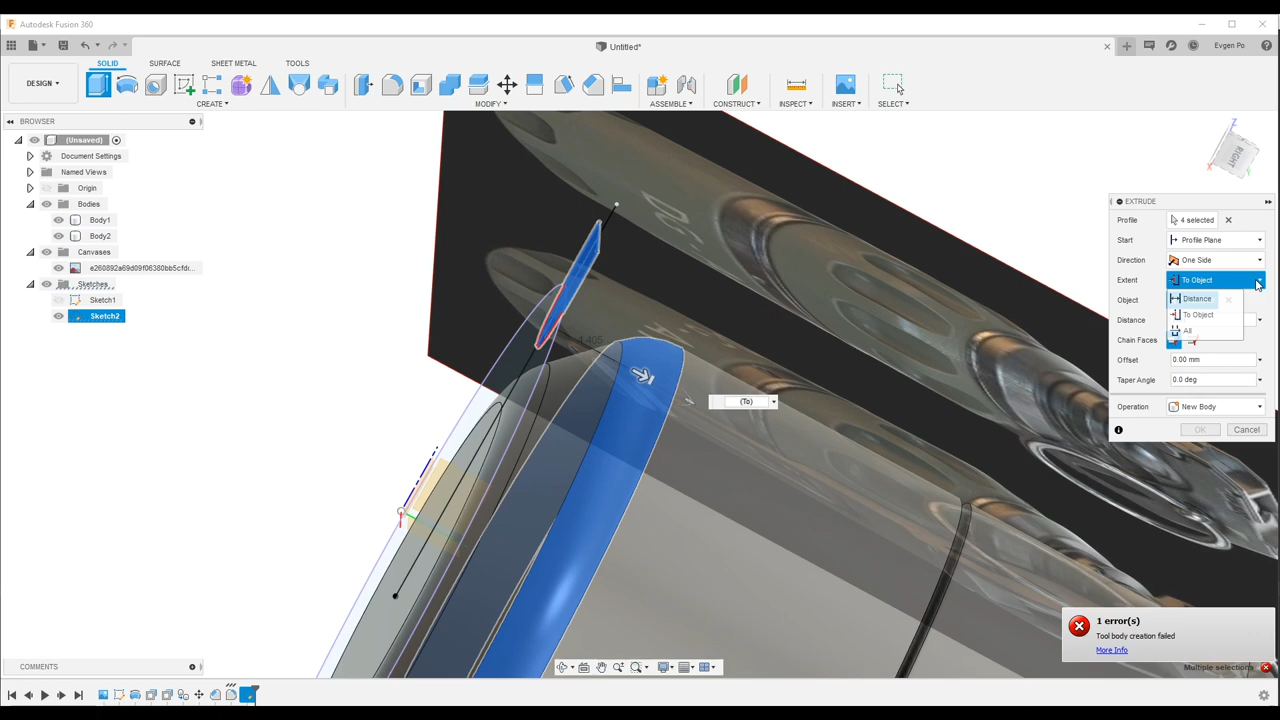 Autodesk Fusion 360
Untitled*
Evgen Po
DESIGN
SOLID SURFACE SHEET METAL TOOLS
CREATE MODIFY ASSEMBLE CONSTRUCT INSPECT INSERT SELECT
BROWSER
(Unsaved)
Document Settings
Named Views
Origin
Bodies
Body1
Body2
Canvases
e260892a69d09f06380bb5cfdc...
Sketches
Sketch1
Sketch2
RIGHT
Z
X
Y
EXTRUDE
Profile 4 selected
Start Profile Plane
Direction One Side
Extent To Object
Object
Distance
To Object
All
Distance
Chain Faces
Offset 0.00 mm
Taper Angle 0.0 deg
Operation New Body
OK Cancel
(To)
1 error(s)
Tool body creation failed
More Info
Multiple selections
COMMENTS